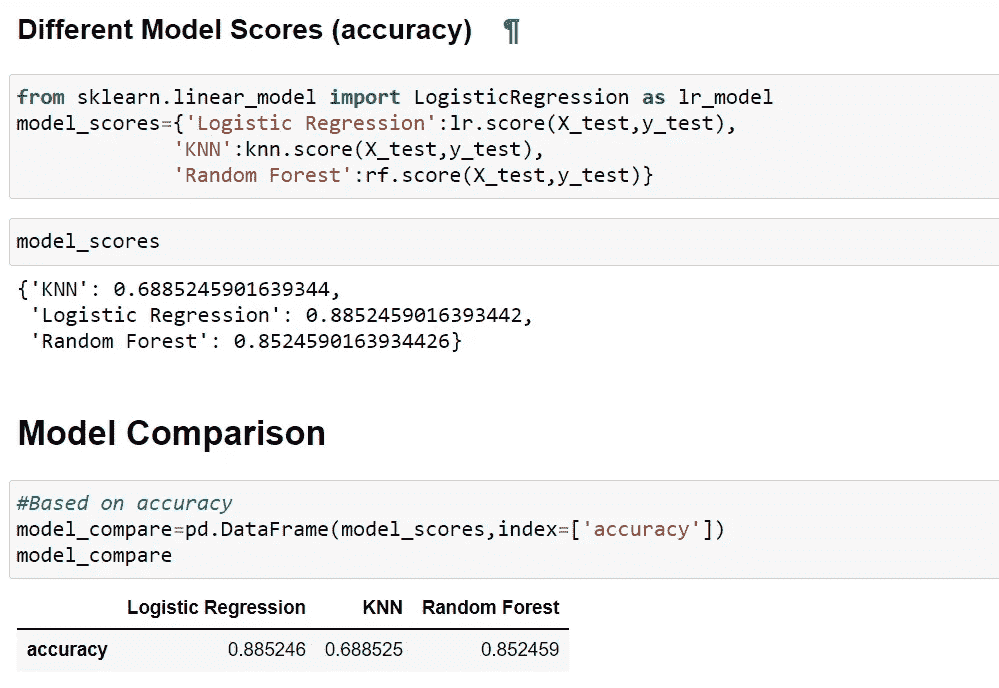 Different Model Scores (accuracy) ¶
from sklearn.linear_model import LogisticRegression as lr_model
model_scores={'Logistic Regression':lr.score(X_test,y_test),
'KNN':knn.score(X_test,y_test),
'Random Forest':rf.score(X_test,y_test)}
model_scores
{'KNN': 0.6885245901639344,
'Logistic Regression': 0.8852459016393442,
'Random Forest': 0.8524590163934426}
Model Comparison
#Based on accuracy
model_compare=pd.DataFrame(model_scores,index=['accuracy'])
model_compare
Logistic Regression KNN Random Forest
accuracy 0.885246 0.688525 0.852459